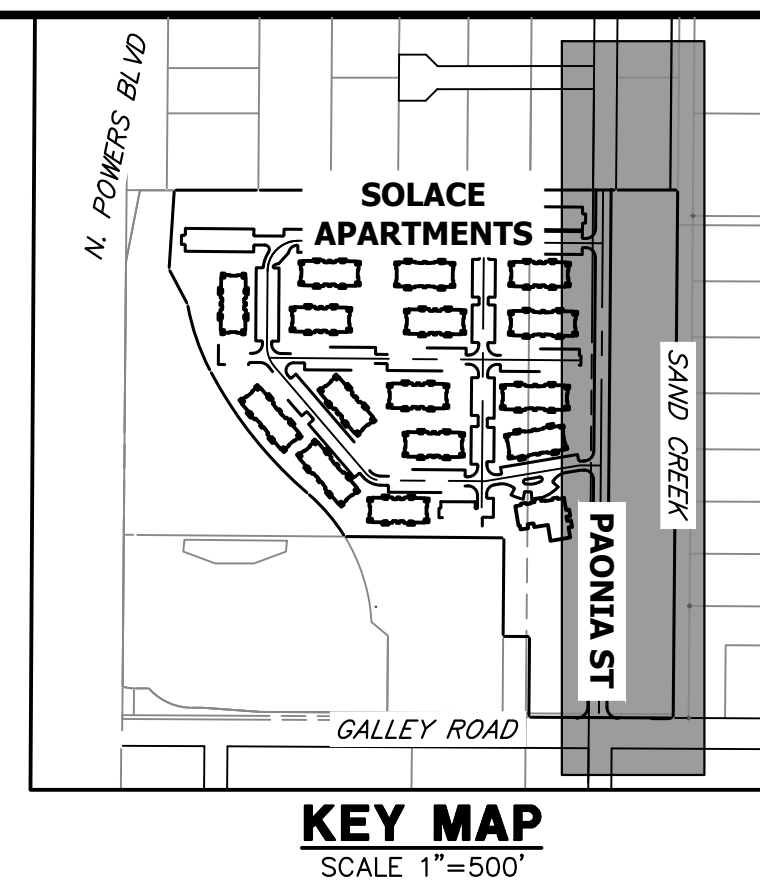 N. POWERS BLVD
SOLACE
APARTMENTS
SAND CREEK
PAONIA ST
GALLEY ROAD
KEY MAP
SCALE 1"=500'